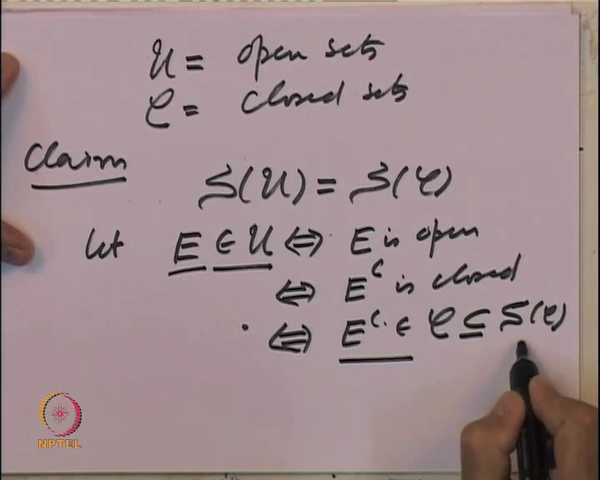 𝒰 = open sets
𝒞 = closed sets
Claim
𝒮(𝒰) = 𝒮(𝒞)
let E ∈ 𝒰 ⇔ E is open
⇔ E^c is closed
⇔ E^c ∈ 𝒞 ⊆ 𝒮(𝒞)
NPTEL